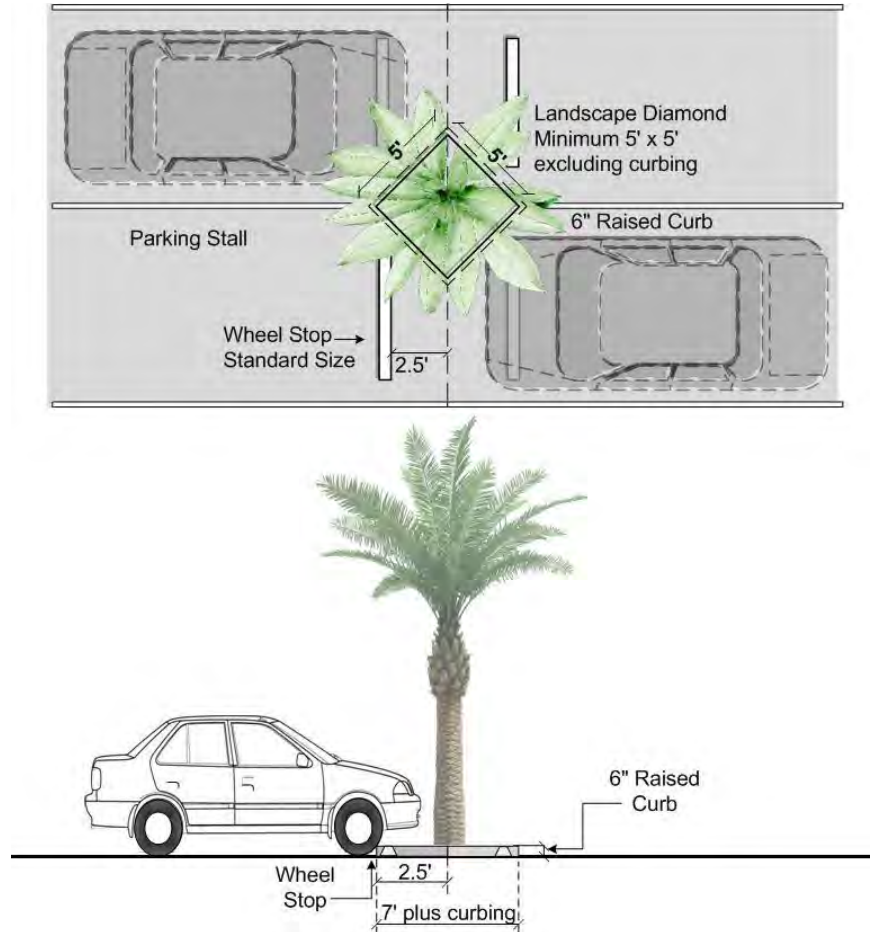 5'
5'
Landscape Diamond
Minimum 5' x 5'
excluding curbing
6" Raised Curb
Parking Stall
Wheel Stop
Standard Size
2.5'
6" Raised
Curb
Wheel
Stop
2.5'
7' plus curbing